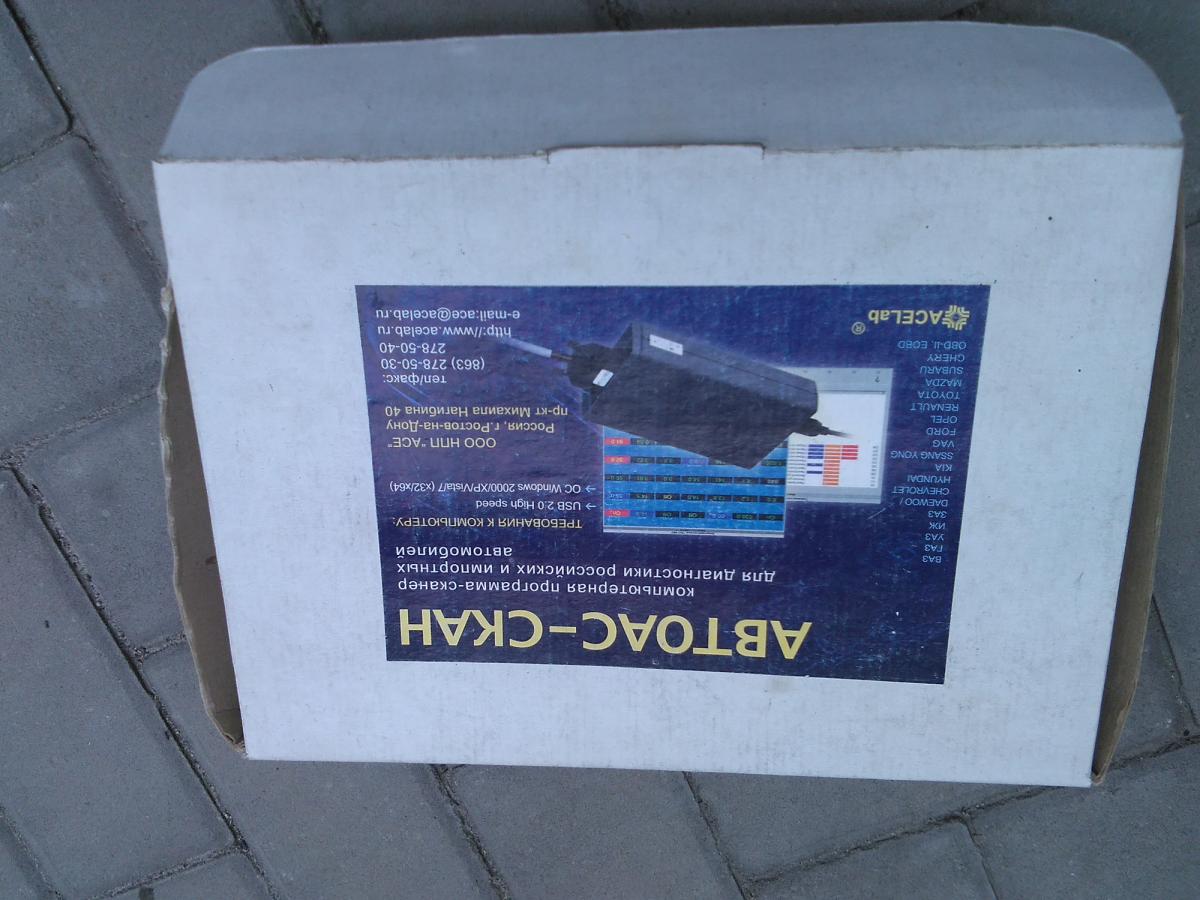 АВТОАС-СКАН
компьютерная программа-сканер
для диагностики российских и импортных
автомобилей
ТРЕБОВАНИЯ К КОМПЬЮТЕРУ:
→ USB 2.0 High speed
→ ОС Windows 2000/XP/Vista/7 (x32/x64)
ООО НПП "АСЕ"
Россия, г.Ростов-на-Дону
пр-кт Михаила Нагибина 40
тел/факс:
(863) 278-50-30
278-50-40
http://www.acelab.ru
e-mail:ace@acelab.ru
ВАЗ
ГАЗ
УАЗ
ИЖ
ЗАЗ
DAEWOO /
CHEVROLET
HYUNDAI
KIA
SSANG YONG
VAG
FORD
OPEL
RENAULT
TOYOTA
MAZDA
SUBARU
CHERY
OBD-II, EOBD
ACELab®